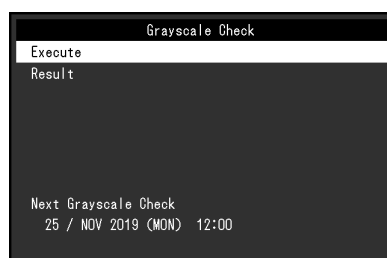 Grayscale Check
Execute
Result
Next Grayscale Check
25 / NOV 2019 (MON) 12:00